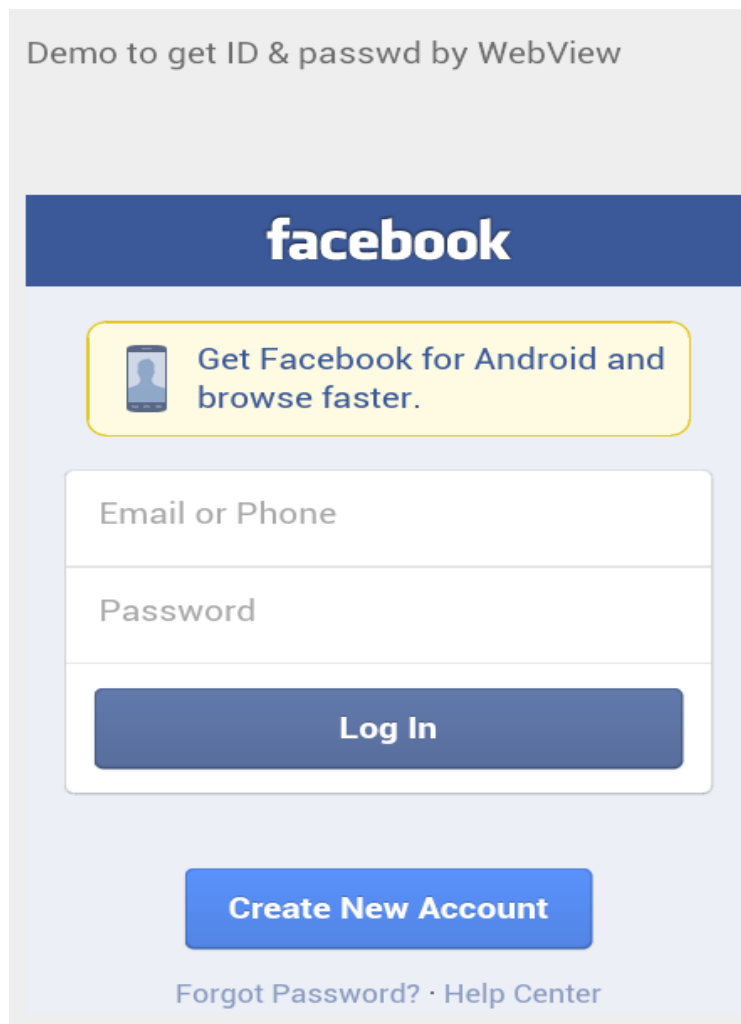 Demo to get ID & passwd by WebView
facebook
Get Facebook for Android and
browse faster.
Email or Phone
Password
Log In
Create New Account
Forgot Password? · Help Center